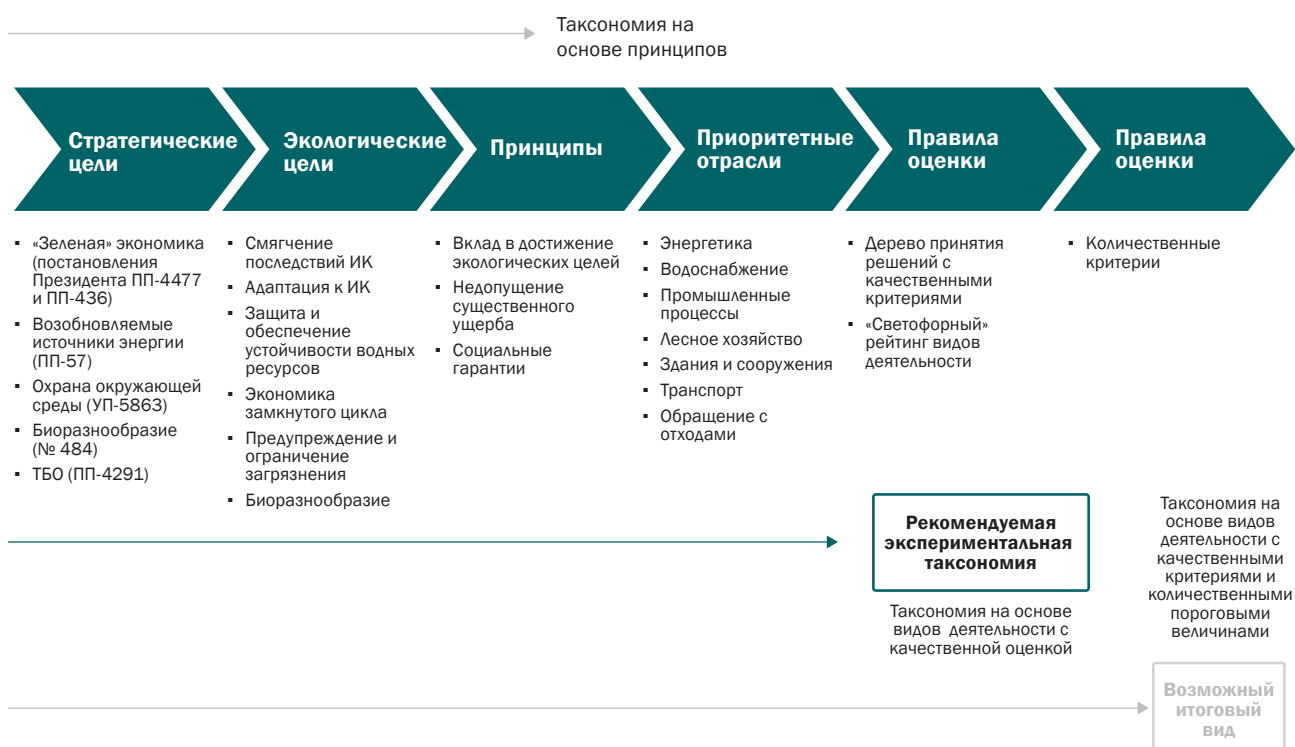 Таксономия на
основе принципов
Стратегические
цели
Экологические
цели
Принципы
Приоритетные
отрасли
Правила
оценки
Правила
оценки
▪ «Зеленая» экономика
(постановления
Президента ПП-4477
и ПП-436)
▪ Возобновляемые
источники энергии
(ПП-57)
▪ Охрана окружающей
среды (УП-5863)
▪ Биоразнообразие
(№ 484)
▪ ТБО (ПП-4291)
▪ Смягчение
последствий ИК
▪ Адаптация к ИК
▪ Защита и
обеспечение
устойчивости водных
ресурсов
▪ Экономика
замкнутого цикла
▪ Предупреждение и
ограничение
загрязнения
▪ Биоразнообразие
▪ Вклад в достижение
экологических целей
▪ Недопущение
существенного
ущерба
▪ Социальные
гарантии
▪ Энергетика
▪ Водоснабжение
▪ Промышленные
процессы
▪ Лесное хозяйство
▪ Здания и сооружения
▪ Транспорт
▪ Обращение с
отходами
▪ Дерево принятия
решений с
качественными
критериями
▪ «Светофорный»
рейтинг видов
деятельности
▪ Количественные
критерии
Рекомендуемая
экспериментальная
таксономия
Таксономия на основе
видов деятельности с
качественной оценкой
Таксономия на
основе видов
деятельности с
качественными
критериями и
количественными
пороговыми
величинами
Возможный
итоговый
вид